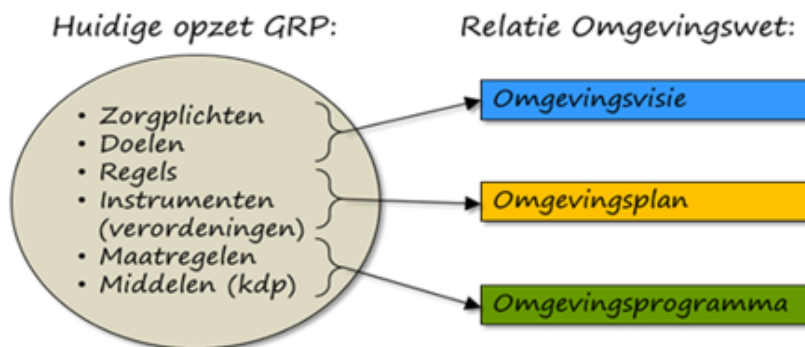 Huidige opzet GRP:
• Zorgplichten
• Doelen
• Regels
• Instrumenten
(verordeningen)
• Maatregelen
• Middelen (kdp)
Relatie Omgevingswet:
Omgevingsvisie
Omgevingsplan
Omgevingsprogramma